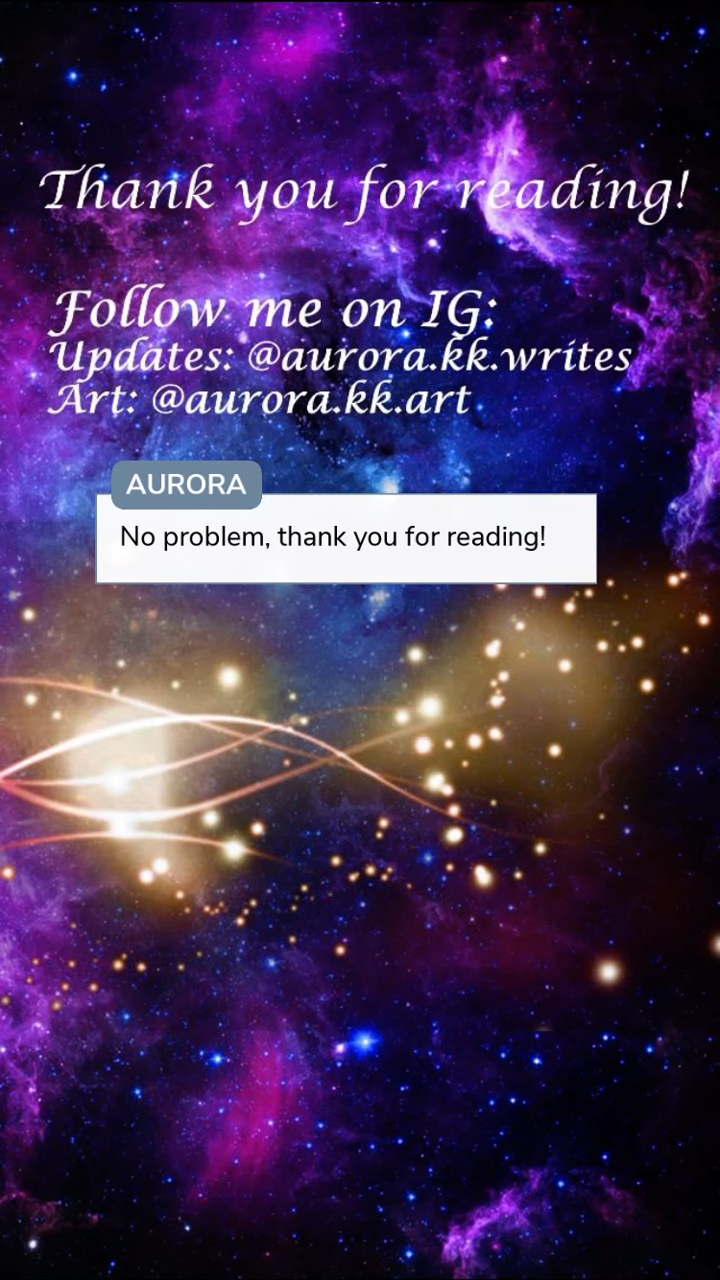 Thank you for reading!
Follow me on IG:
Updates: @aurora.kk.writes
Art: @aurora.kk.art
AURORA
No problem, thank you for reading!